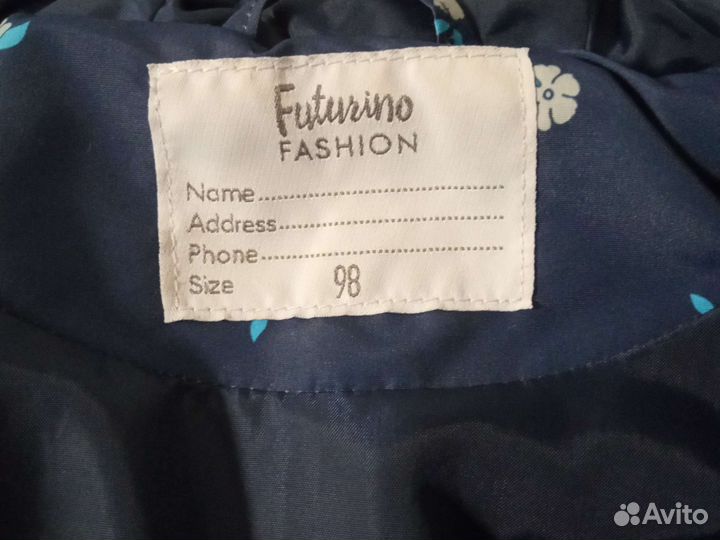 Futurino
FASHION
Name
Address
Phone
Size 98
Avito